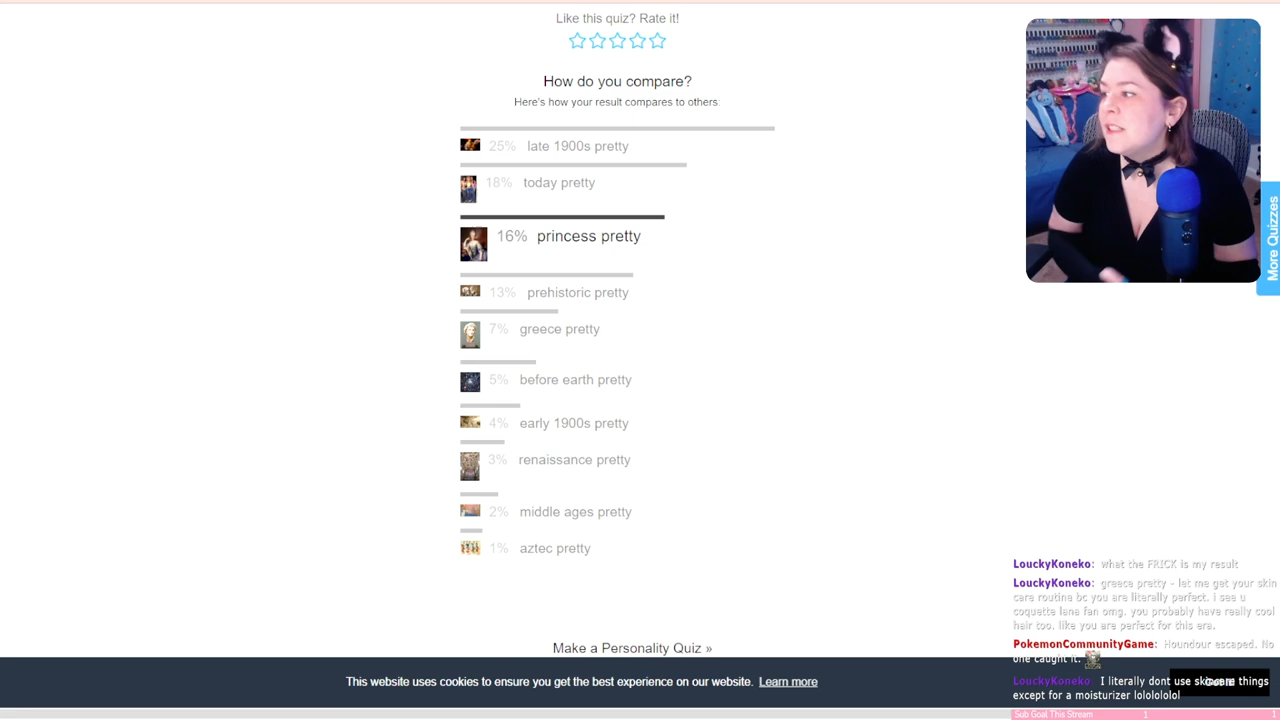 Like this quiz? Rate it!
How do you compare?
Here's how your result compares to others.
25% late 1900s pretty
18% today pretty
16% princess pretty
13% prehistoric pretty
7% greece pretty
5% before earth pretty
4% early 1900s pretty
3% renaissance pretty
2% middle ages pretty
1% aztec pretty
Make a Personality Quiz »
This website uses cookies to ensure you get the best experience on our website. Learn more
More Quizzes
LouckyKoneko: what the FRICK is my result
LouckyKoneko: greece pretty - let me get your skin
care routine bc you are literally perfect. i see u
coquette lana fan omg. you probably have really cool
hair too. like you are perfect for this era.
PokemonCommunityGame: Houndour escaped. No
one caught it.
LouckyKoneko: I literally dont use skincare things
except for a moisturizer lolololol
Sub Goal This Stream 1 1